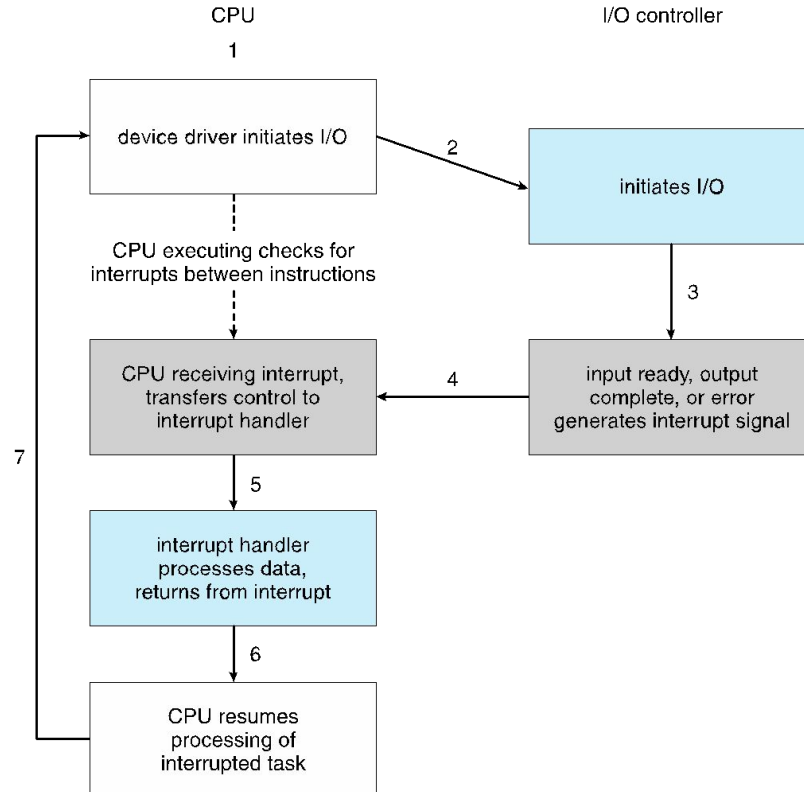 CPU
I/O controller
1
device driver initiates I/O
2
initiates I/O
CPU executing checks for
interrupts between instructions
3
CPU receiving interrupt,
transfers control to
interrupt handler
4
input ready, output
complete, or error
generates interrupt signal
7
5
interrupt handler
processes data,
returns from interrupt
6
CPU resumes
processing of
interrupted task